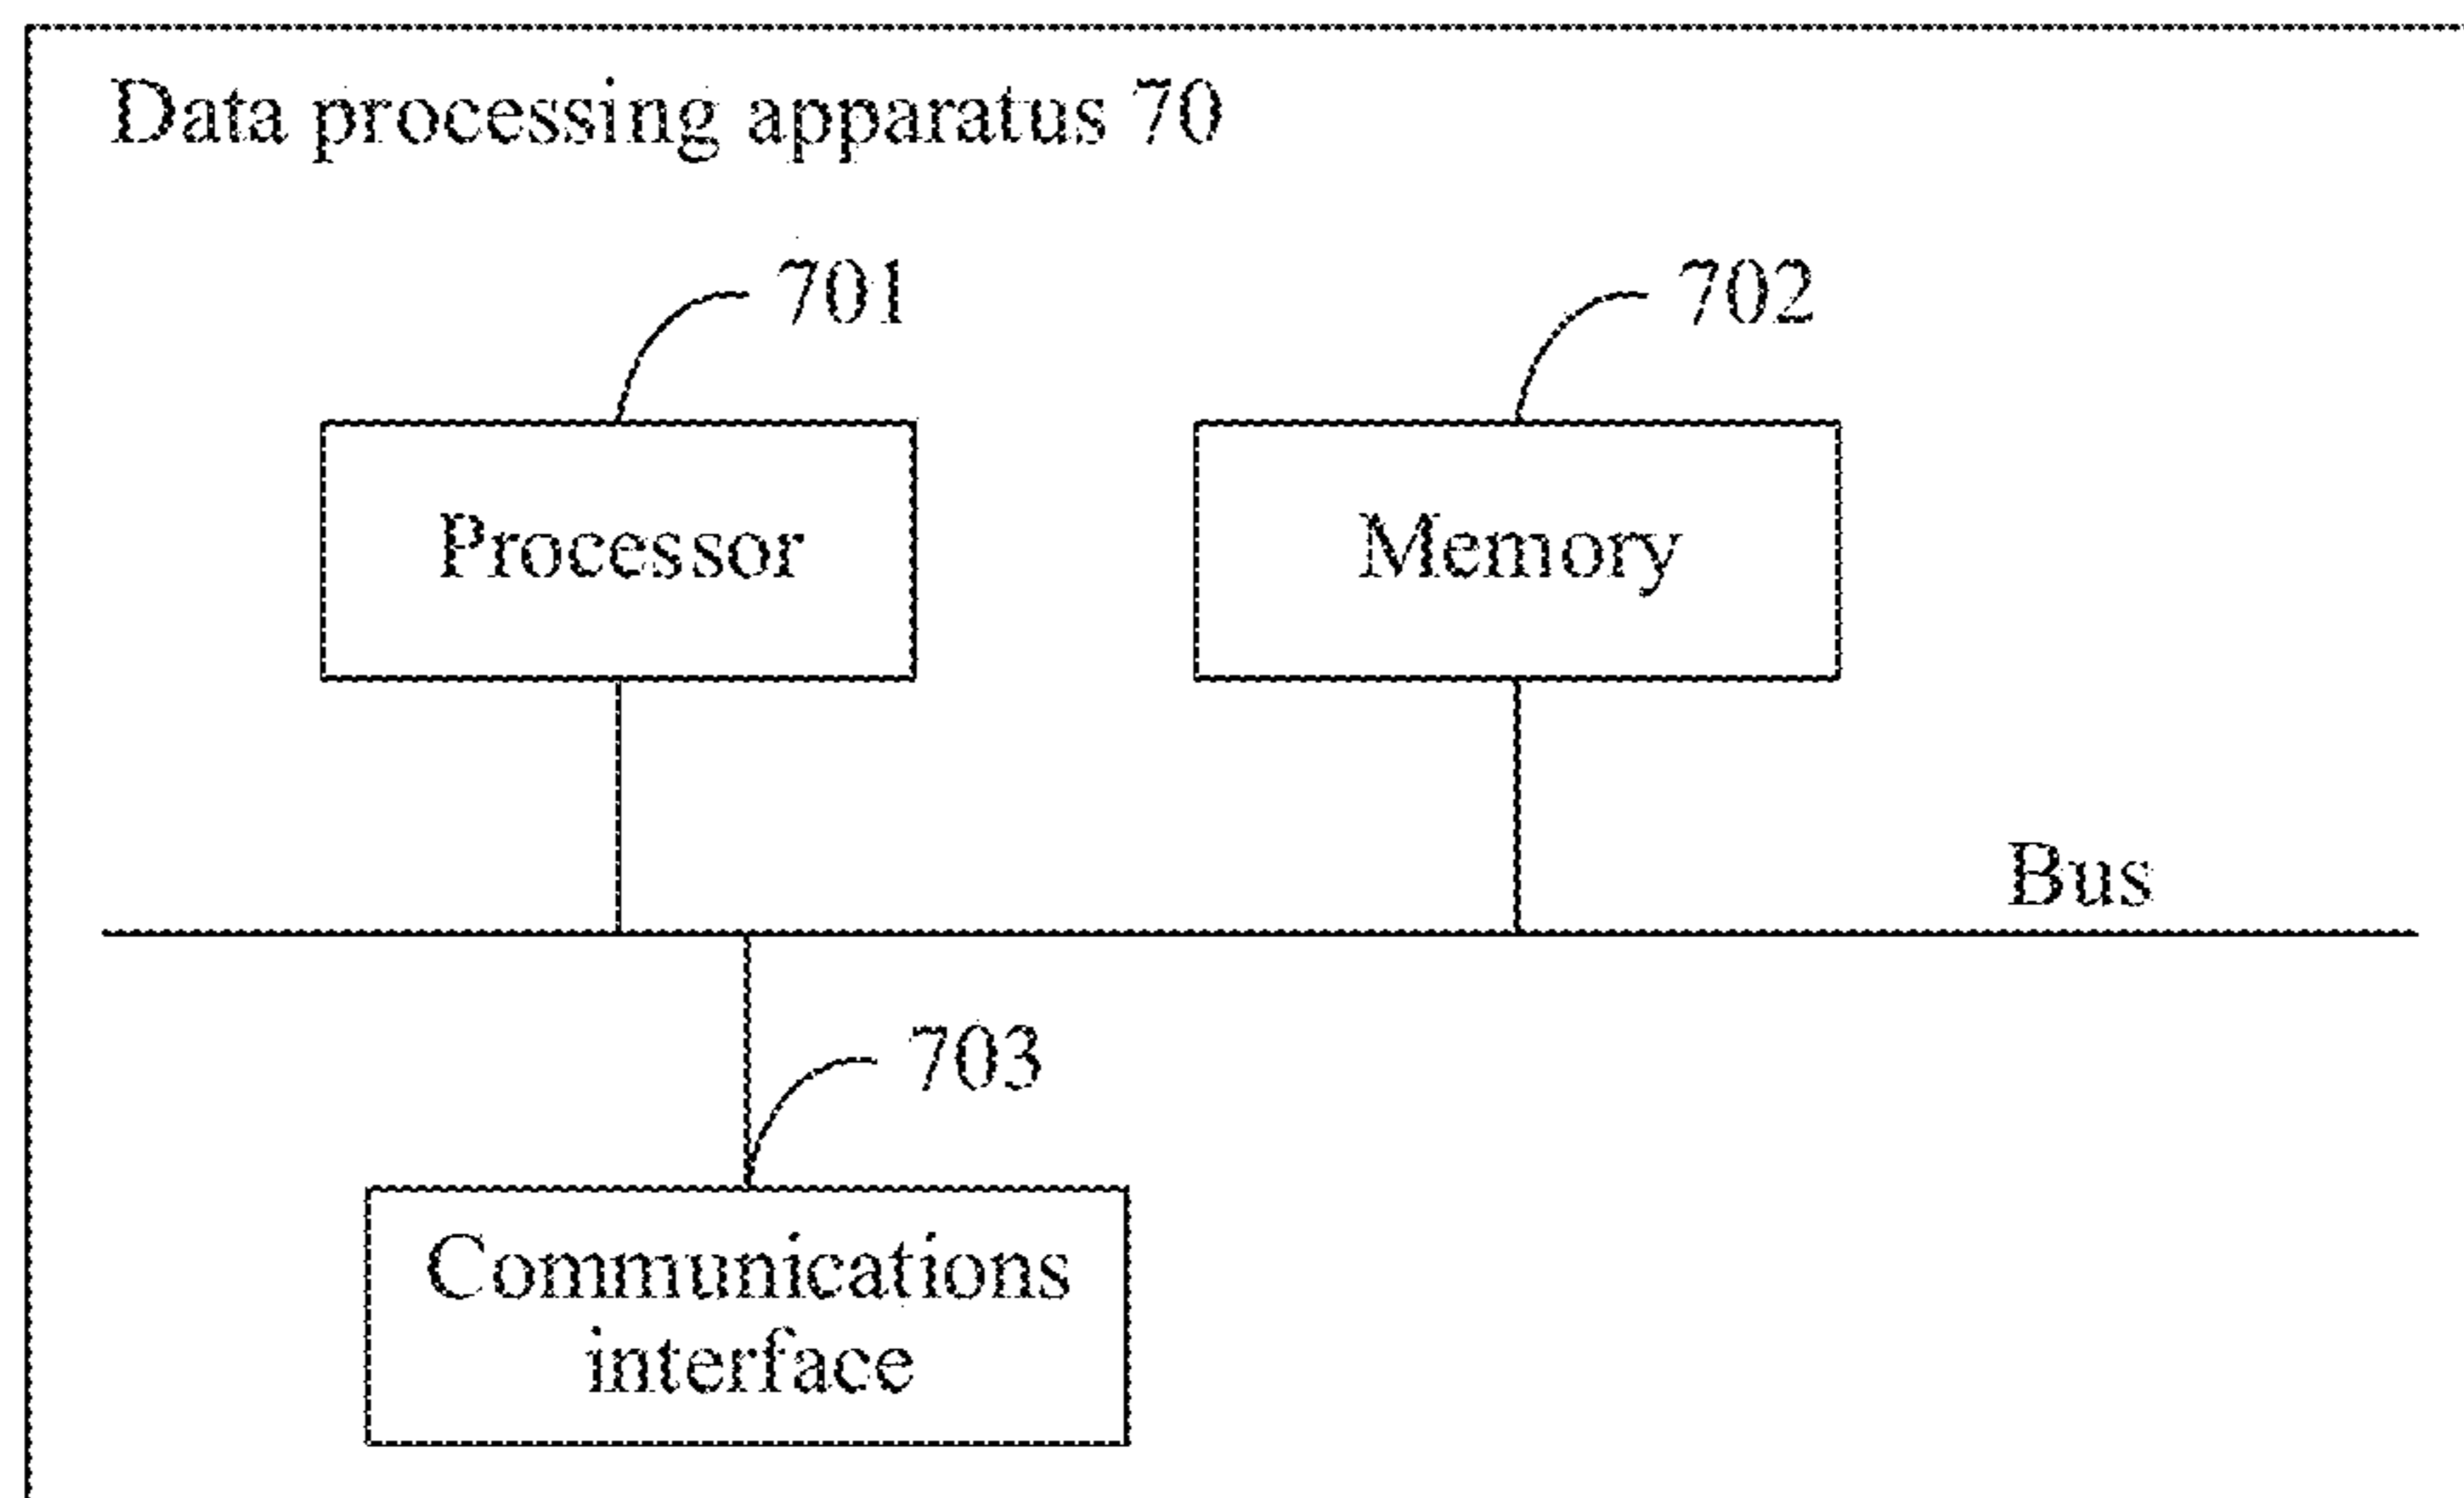 Data processing apparatus 70
701
702
Processor
Memory
Bus
703
Communications
interface